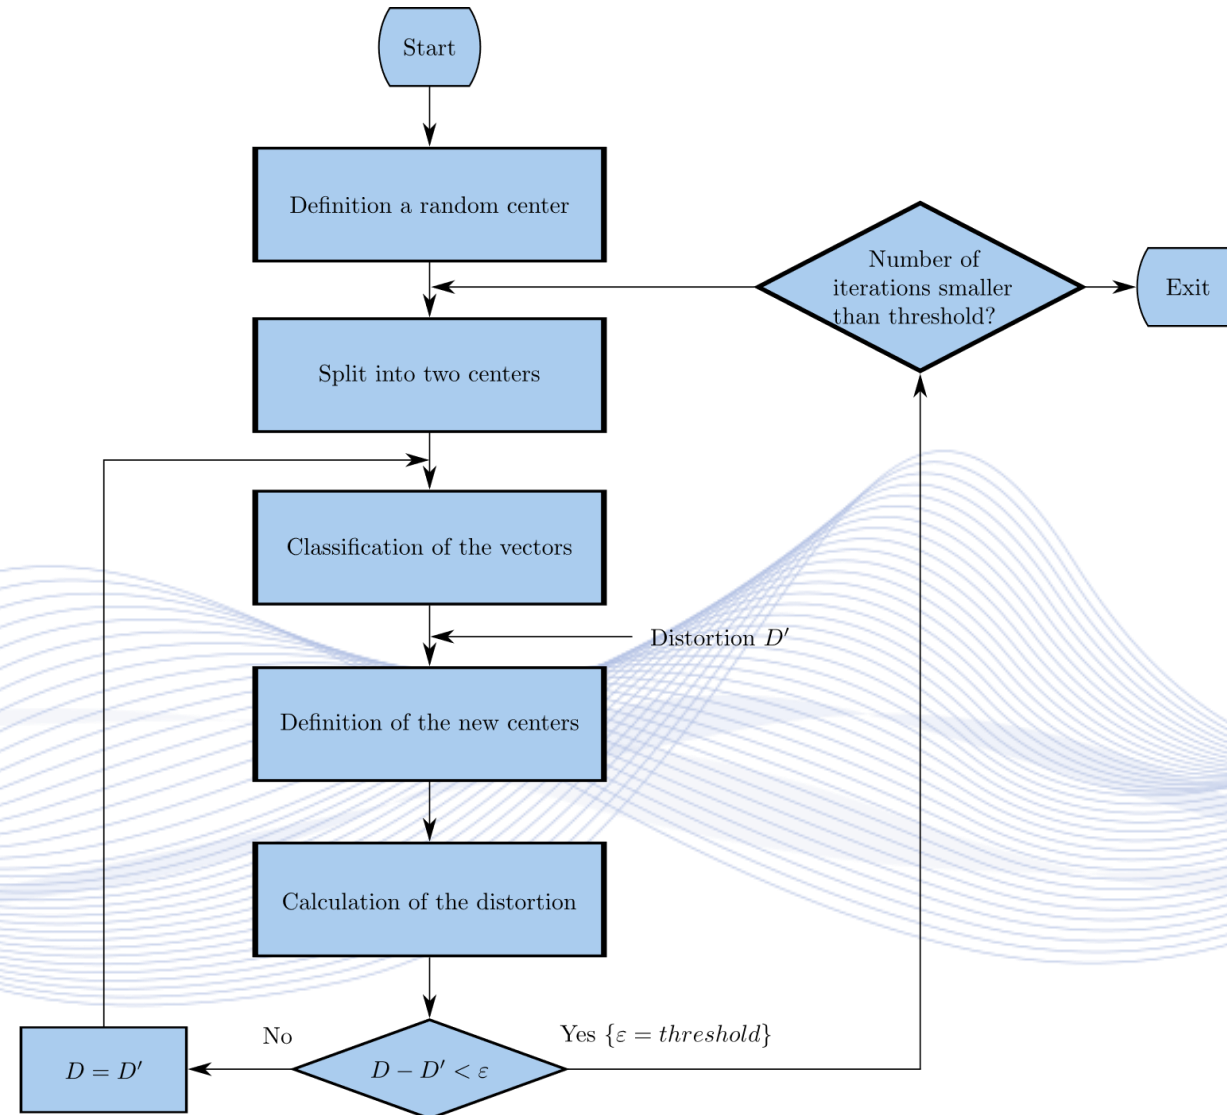 Start
Definition a random center
Number of
iterations smaller
than threshold?
Exit
Split into two centers
Classification of the vectors
Distortion D′
Definition of the new centers
Calculation of the distortion
No
Yes {ε = threshold}
D = D′
D − D′ < ε